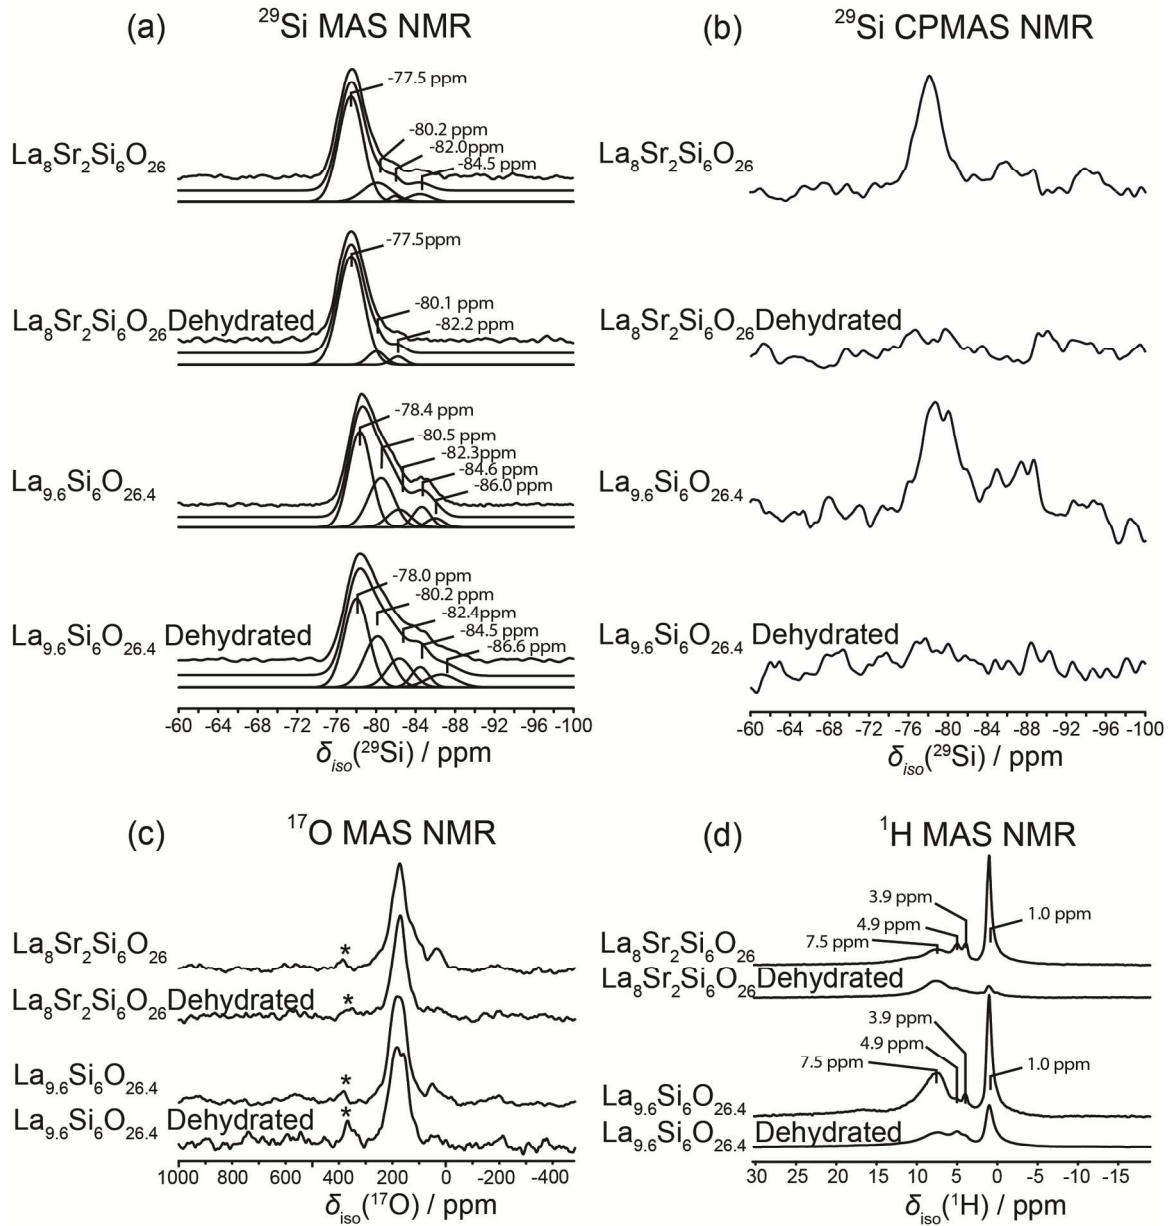 (a)
²⁹Si MAS NMR
-77.5 ppm
-80.2 ppm
-82.0ppm
-84.5 ppm
La₈Sr₂Si₆O₂₆
-77.5ppm
-80.1 ppm
-82.2 ppm
La₈Sr₂Si₆O₂₆Dehydrated
-78.4 ppm
-80.5 ppm
-82.3ppm
-84.6 ppm
-86.0 ppm
La₉.₆Si₆O₂₆.₄
-78.0 ppm
-80.2 ppm
-82.4ppm
-84.5 ppm
-86.6 ppm
La₉.₆Si₆O₂₆.₄ Dehydrated
-60 -64 -68 -72 -76 -80 -84 -88 -92 -96 -100
δiso(²⁹Si) / ppm
(b)
²⁹Si CPMAS NMR
La₈Sr₂Si₆O₂₆
La₈Sr₂Si₆O₂₆Dehydrated
La₉.₆Si₆O₂₆.₄
La₉.₆Si₆O₂₆.₄ Dehydrated
-60 -64 -68 -72 -76 -80 -84 -88 -92 -96 -100
δiso(²⁹Si) / ppm
(c)
¹⁷O MAS NMR
La₈Sr₂Si₆O₂₆
*
La₈Sr₂Si₆O₂₆Dehydrated
*
La₉.₆Si₆O₂₆.₄
*
La₉.₆Si₆O₂₆.₄ Dehydrated
*
1000 800 600 400 200 0 -200 -400
δiso(¹⁷O) / ppm
(d)
¹H MAS NMR
3.9 ppm
4.9 ppm
1.0 ppm
7.5 ppm
La₈Sr₂Si₆O₂₆
La₈Sr₂Si₆O₂₆Dehydrated
3.9 ppm
4.9 ppm
7.5 ppm
1.0 ppm
La₉.₆Si₆O₂₆.₄
La₉.₆Si₆O₂₆.₄ Dehydrated
30 25 20 15 10 5 0 -5 -10 -15
δiso(¹H) / ppm